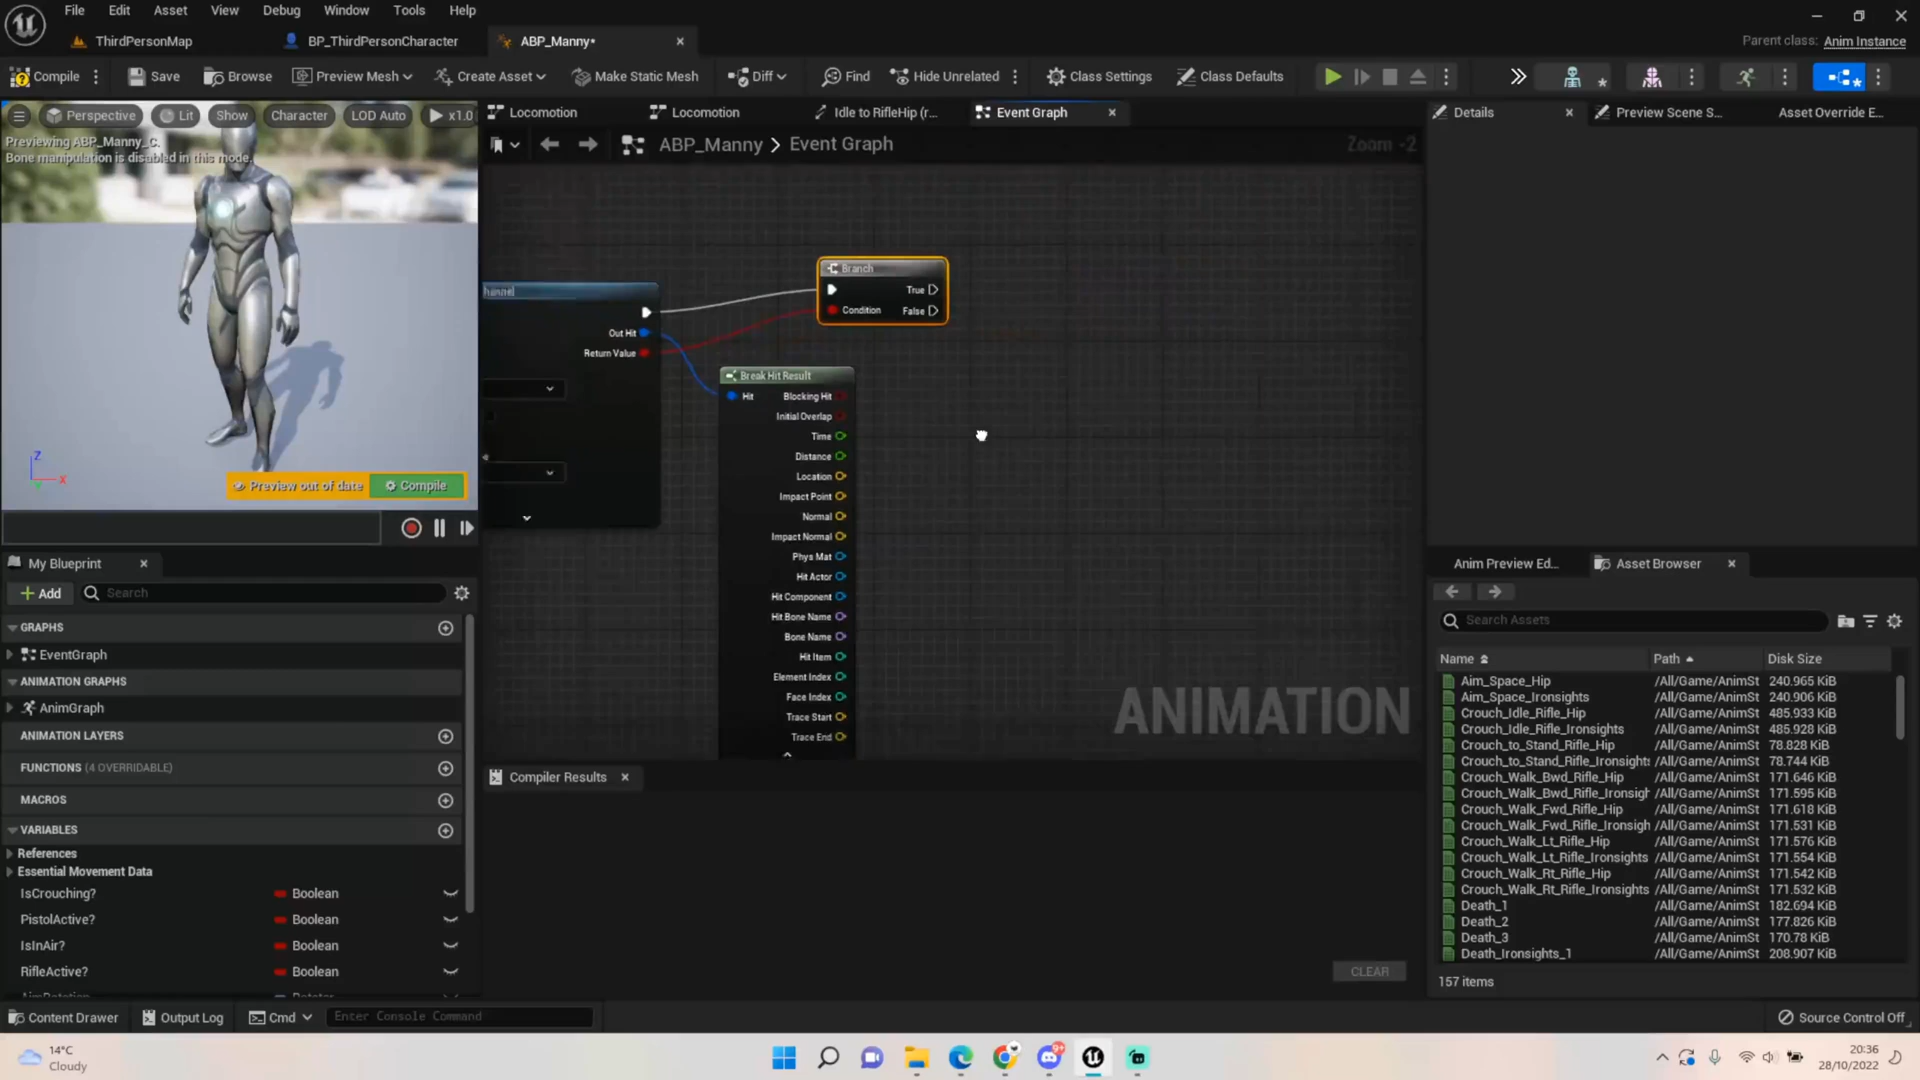 File Edit Asset View Debug Window Tools Help
ThirdPersonMap BP_ThirdPersonCharacter ABP_Manny•
Parent class: Anim Instance
Compile Save Browse Preview Mesh Create Asset Make Static Mesh Diff Find Hide Unrelated Class Settings Class Defaults
Perspective Lit Show Character LOD Auto x1.0
Previewing ABP_Manny_C.
Bone manipulation is disabled in this mode.
Z
X
Preview out of date Compile
Locomotion Locomotion Idle to RifleHip (r... Event Graph
ABP_Manny > Event Graph
Zoom -2
Branch
True
Condition False
hannel
Out Hit
Return Value
Break Hit Result
Hit Blocking Hit
Initial Overlap
Time
Distance
Location
Impact Point
Normal
Impact Normal
Phys Mat
Hit Actor
Hit Component
Hit Bone Name
Bone Name
Hit Item
Element Index
Face Index
Trace Start
Trace End
ANIMATION
Compiler Results
CLEAR
My Blueprint
Add Search
GRAPHS
EventGraph
ANIMATION GRAPHS
AnimGraph
ANIMATION LAYERS
FUNCTIONS (4 OVERRIDABLE)
MACROS
VARIABLES
References
Essential Movement Data
IsCrouching? Boolean
PistolActive? Boolean
IsInAir? Boolean
RifleActive? Boolean
Details Preview Scene S... Asset Override E...
Anim Preview Ed... Asset Browser
Search Assets
Name Path Disk Size
Aim_Space_Hip /All/Game/AnimSt 240.965 KiB
Aim_Space_Ironsights /All/Game/AnimSt 240.906 KiB
Crouch_Idle_Rifle_Hip /All/Game/AnimSt 485.933 KiB
Crouch_Idle_Rifle_Ironsights /All/Game/AnimSt 485.928 KiB
Crouch_to_Stand_Rifle_Hip /All/Game/AnimSt 78.828 KiB
Crouch_to_Stand_Rifle_Ironsights /All/Game/AnimSt 78.744 KiB
Crouch_Walk_Bwd_Rifle_Hip /All/Game/AnimSt 171.646 KiB
Crouch_Walk_Bwd_Rifle_Ironsigh /All/Game/AnimSt 171.595 KiB
Crouch_Walk_Fwd_Rifle_Hip /All/Game/AnimSt 171.618 KiB
Crouch_Walk_Fwd_Rifle_Ironsigh /All/Game/AnimSt 171.531 KiB
Crouch_Walk_Lt_Rifle_Hip /All/Game/AnimSt 171.576 KiB
Crouch_Walk_Lt_Rifle_Ironsights /All/Game/AnimSt 171.554 KiB
Crouch_Walk_Rt_Rifle_Hip /All/Game/AnimSt 171.542 KiB
Crouch_Walk_Rt_Rifle_Ironsights /All/Game/AnimSt 171.532 KiB
Death_1 /All/Game/AnimSt 182.694 KiB
Death_2 /All/Game/AnimSt 177.826 KiB
Death_3 /All/Game/AnimSt 170.78 KiB
Death_Ironsights_1 /All/Game/AnimSt 208.907 KiB
157 items
Content Drawer Output Log Cmd Enter Console Command Source Control Off
14°C
Cloudy
9+
20:36
28/10/2022